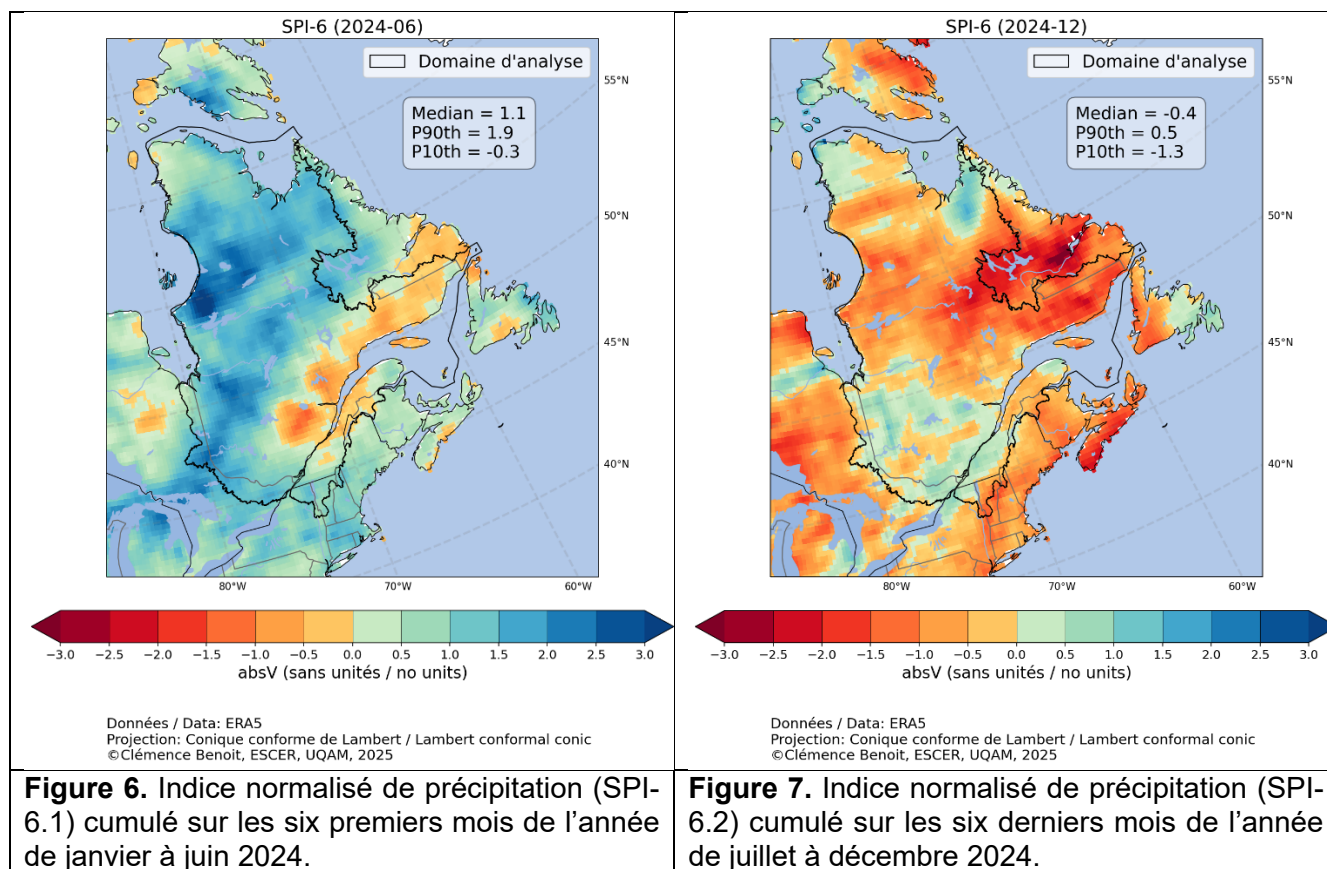 SPI-6 (2024-06)
Domaine d'analyse
Median = 1.1
P90th = 1.9
P10th = -0.3
55°N
50°N
45°N
40°N
80°W
70°W
60°W
−3.0 −2.5 −2.0 −1.5 −1.0 −0.5 0.0 0.5 1.0 1.5 2.0 2.5 3.0
absV (sans unités / no units)
Données / Data: ERA5
Projection: Conique conforme de Lambert / Lambert conformal conic
©Clémence Benoit, ESCER, UQAM, 2025
Figure 6. Indice normalisé de précipitation (SPI-
6.1) cumulé sur les six premiers mois de l'année
de janvier à juin 2024.
SPI-6 (2024-12)
Domaine d'analyse
Median = -0.4
P90th = 0.5
P10th = -1.3
55°N
50°N
45°N
40°N
80°W
70°W
60°W
−3.0 −2.5 −2.0 −1.5 −1.0 −0.5 0.0 0.5 1.0 1.5 2.0 2.5 3.0
absV (sans unités / no units)
Données / Data: ERA5
Projection: Conique conforme de Lambert / Lambert conformal conic
©Clémence Benoit, ESCER, UQAM, 2025
Figure 7. Indice normalisé de précipitation (SPI-
6.2) cumulé sur les six derniers mois de l'année
de juillet à décembre 2024.